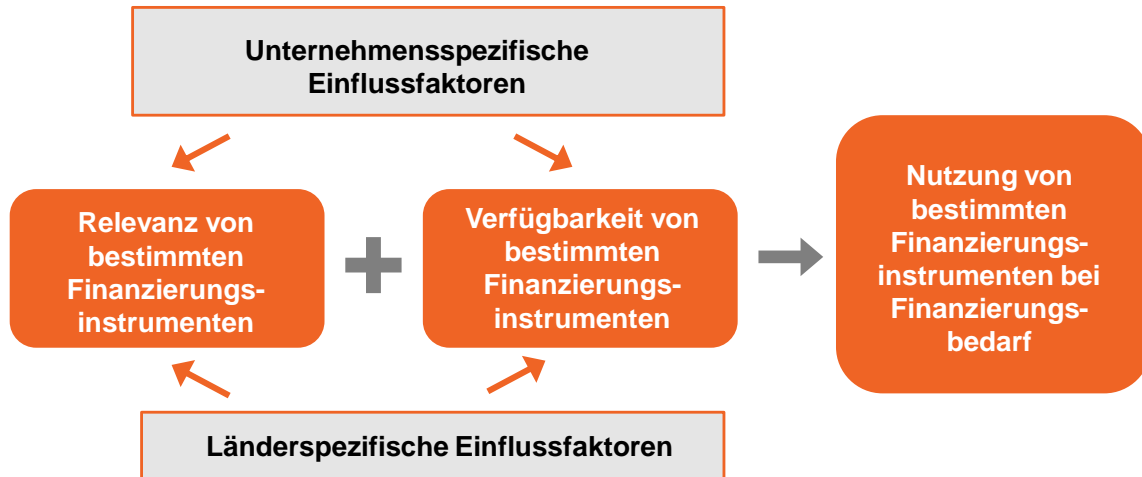 Unternehmensspezifische
Einflussfaktoren
Relevanz von
bestimmten
Finanzierungs-
instrumenten
Verfügbarkeit von
bestimmten
Finanzierungs-
instrumenten
Nutzung von
bestimmten
Finanzierungs-
instrumenten bei
Finanzierungs-
bedarf
Länderspezifische Einflussfaktoren